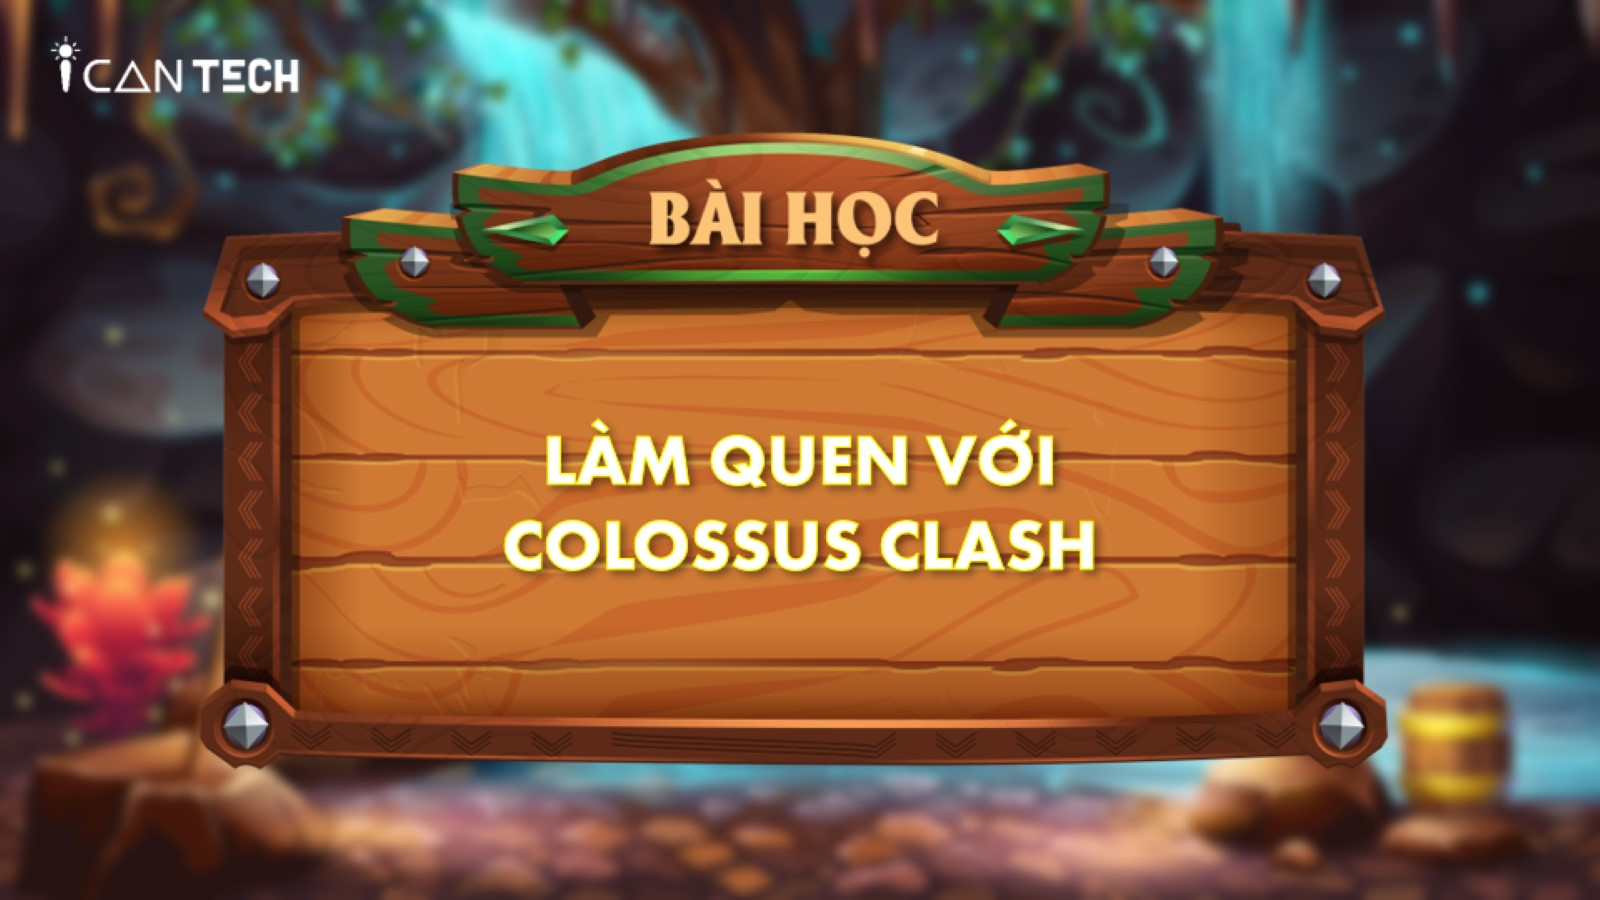 iCANTECH
BÀI HỌC
LÀM QUEN VỚI
COLOSSUS CLASH